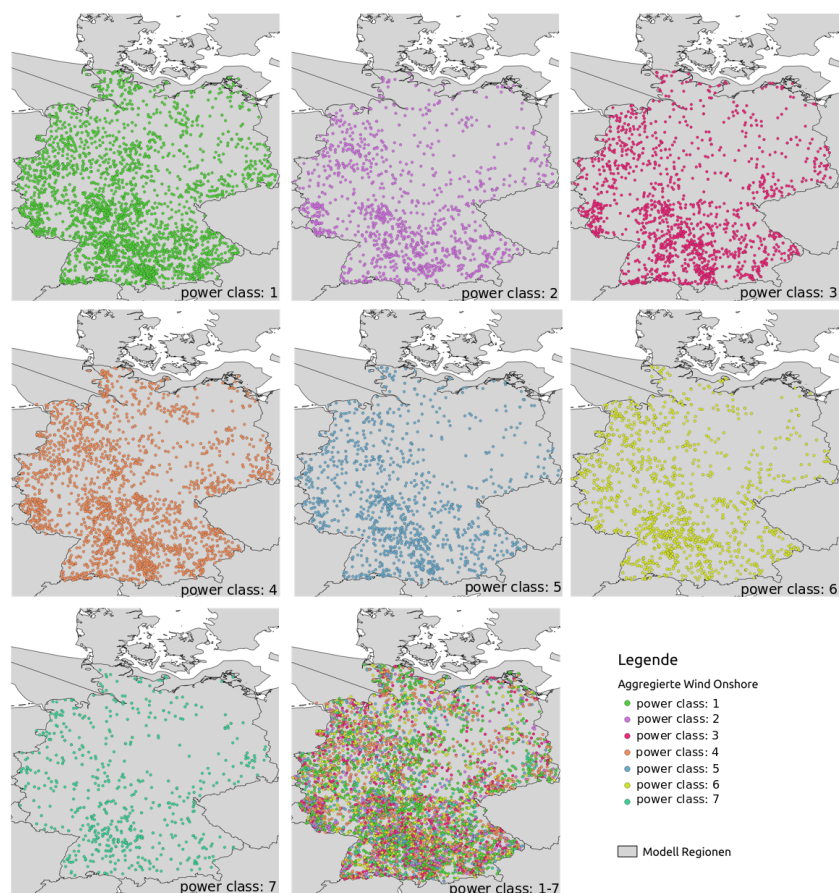 power class: 1
power class: 2
power class: 3
power class: 4
power class: 5
power class: 6
power class: 7
power class: 1-7
Legende
Aggregierte Wind Onshore
power class: 1
power class: 2
power class: 3
power class: 4
power class: 5
power class: 6
power class: 7
Modell Regionen